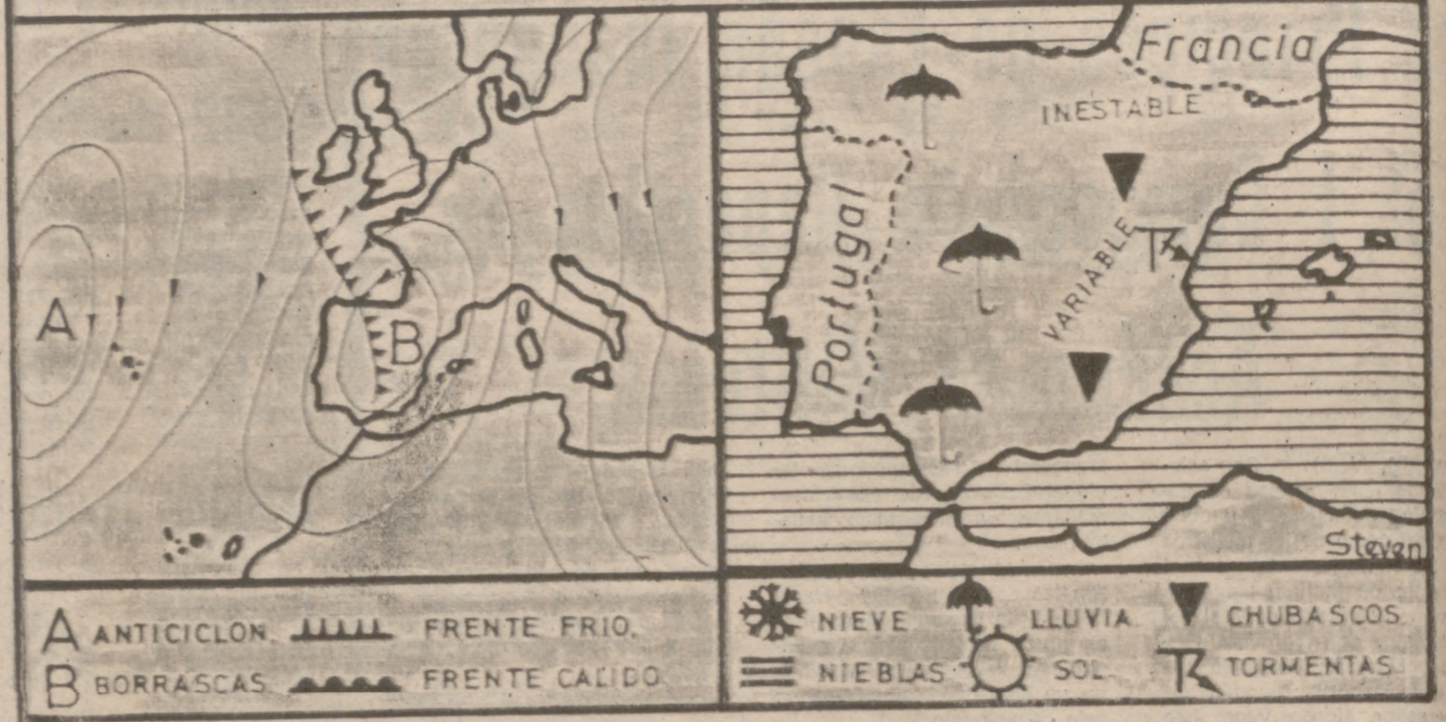 A
B
Francia
INESTABLE
Portugal
VARIABLE
Steven
A ANTICICLON. FRENTE FRIO.
B BORRASCAS FRENTE CALIDO
NIEVE LLUVIA CHUBASCOS
NIEBLAS SOL. TORMENTAS